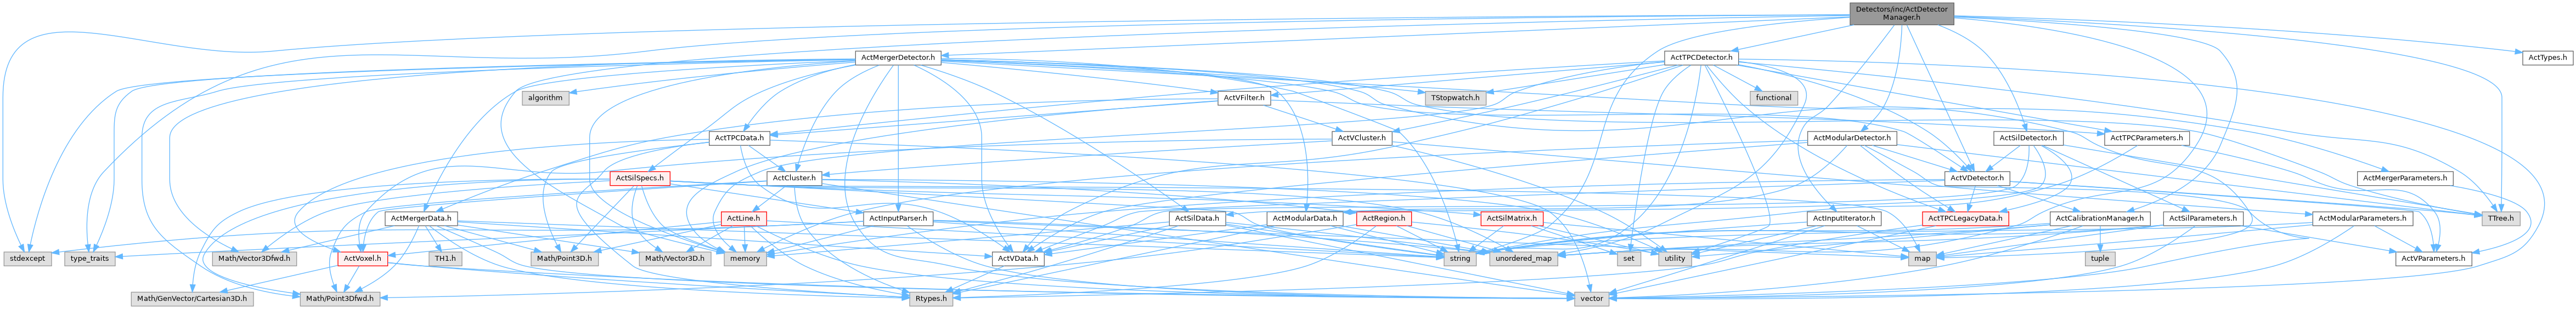 Detectors/inc/ActDetector
Manager.h
ActMergerDetector.h
ActTPCDetector.h
ActTypes.h
algorithm
ActVFilter.h
TStopwatch.h
functional
ActTPCData.h
ActVCluster.h
ActModularDetector.h
ActSilDetector.h
ActTPCParameters.h
ActSilSpecs.h
ActCluster.h
ActVDetector.h
ActMergerParameters.h
ActMergerData.h
ActLine.h
ActInputParser.h
ActSilData.h
ActModularData.h
ActRegion.h
ActSilMatrix.h
ActInputIterator.h
ActTPCLegacyData.h
ActCalibrationManager.h
ActSilParameters.h
ActModularParameters.h
TTree.h
stdexcept
type_traits
Math/Vector3Dfwd.h
ActVoxel.h
TH1.h
Math/Point3D.h
Math/Vector3D.h
memory
ActVData.h
string
unordered_map
set
utility
map
tuple
ActVParameters.h
Math/GenVector/Cartesian3D.h
Math/Point3Dfwd.h
Rtypes.h
vector